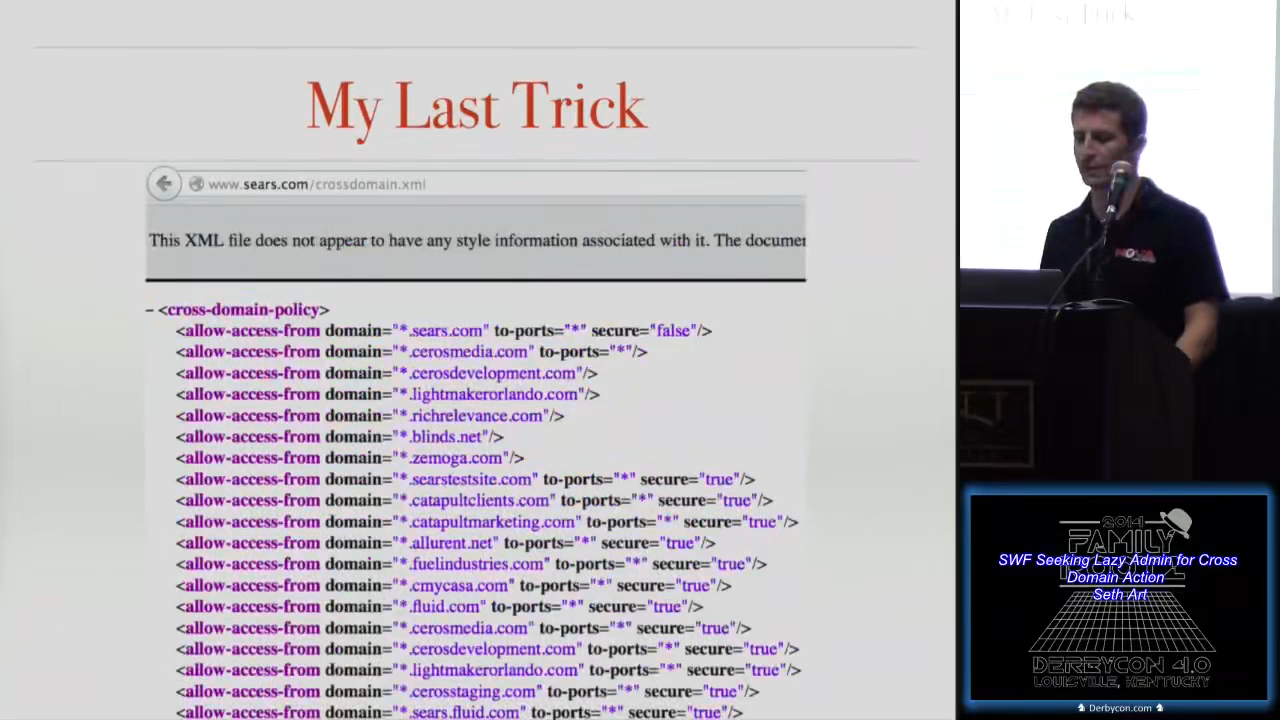 My Last Trick
www.sears.com/crossdomain.xml
This XML file does not appear to have any style information associated with it. The documer
– <cross-domain-policy>
<allow-access-from domain="*.sears.com" to-ports="*" secure="false"/>
<allow-access-from domain="*.cerosmedia.com" to-ports="*"/>
<allow-access-from domain="*.cerosdevelopment.com"/>
<allow-access-from domain="*.lightmakerorlando.com"/>
<allow-access-from domain="*.richrelevance.com"/>
<allow-access-from domain="*.blinds.net"/>
<allow-access-from domain="*.zemoga.com"/>
<allow-access-from domain="*.searstestsite.com" to-ports="*" secure="true"/>
<allow-access-from domain="*.catapultclients.com" to-ports="*" secure="true"/>
<allow-access-from domain="*.catapultmarketing.com" to-ports="*" secure="true"/>
<allow-access-from domain="*.allurent.net" to-ports="*" secure="true"/>
<allow-access-from domain="*.fuelindustries.com" to-ports="*" secure="true"/>
<allow-access-from domain="*.cmycasa.com" to-ports="*" secure="true"/>
<allow-access-from domain="*.fluid.com" to-ports="*" secure="true"/>
<allow-access-from domain="*.cerosmedia.com" to-ports="*" secure="true"/>
<allow-access-from domain="*.cerosdevelopment.com" to-ports="*" secure="true"/>
<allow-access-from domain="*.lightmakerorlando.com" to-ports="*" secure="true"/>
<allow-access-from domain="*.cerosstaging.com" to-ports="*" secure="true"/>
<allow-access-from domain="*.sears.fluid.com" to-ports="*" secure="true"/>
2014
FAMILY
SWF Seeking Lazy Admin for Cross
Domain Action
Seth Art
DERBYCON 4.0
LOUISVILLE, KENTUCKY
Derbycon.com